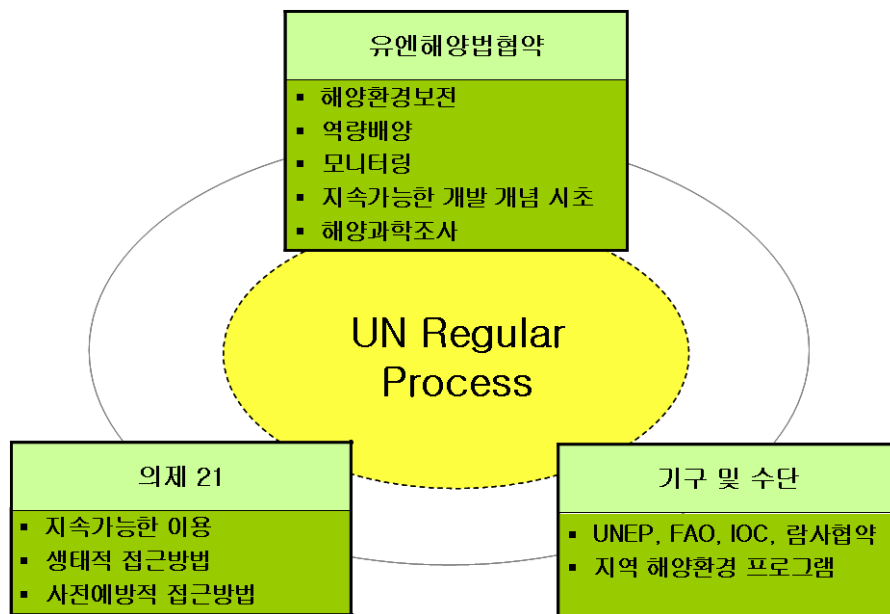 유엔해양법협약
▪ 해양환경보전
▪ 역량배양
▪ 모니터링
▪ 지속가능한 개발 개념 시초
▪ 해양과학조사
UN Regular
Process
의제 21
▪ 지속가능한 이용
▪ 생태적 접근방법
▪ 사전예방적 접근방법
기구 및 수단
▪ UNEP, FAO, IOC, 람사협약
▪ 지역 해양환경 프로그램